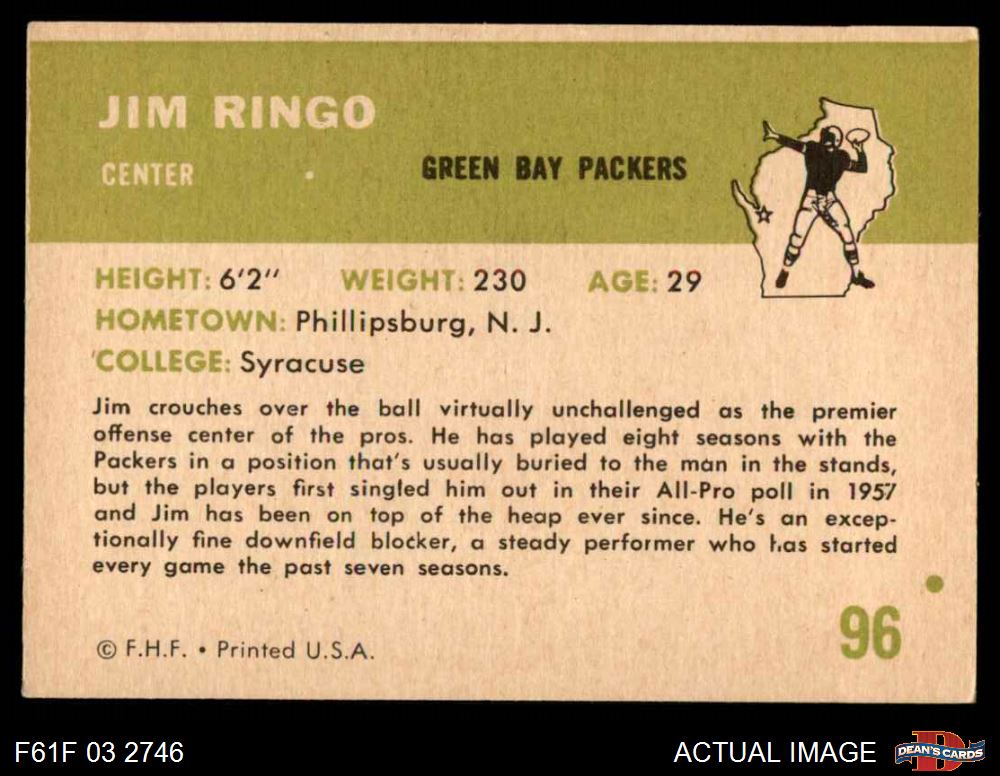 JIM RINGO
CENTER
GREEN BAY PACKERS
HEIGHT: 6'2" WEIGHT: 230 AGE: 29
HOMETOWN: Phillipsburg, N. J.
COLLEGE: Syracuse
Jim crouches over the ball virtually unchallenged as the premier
offense center of the pros. He has played eight seasons with the
Packers in a position that's usually buried to the man in the stands,
but the players first singled him out in their All-Pro poll in 1957
and Jim has been on top of the heap ever since. He's an excep-
tionally fine downfield blocker, a steady performer who has started
every game the past seven seasons.
96
© F.H.F. • Printed U.S.A.
F61F 03 2746
ACTUAL IMAGE
DEAN'S CARDS